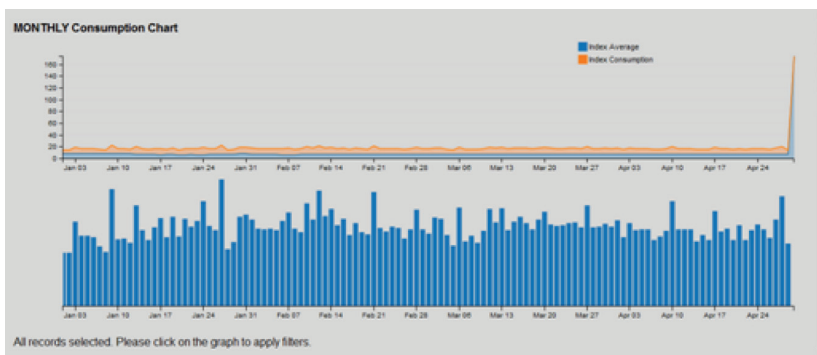 MONTHLY Consumption Chart
Index Average
Index Consumption
160
140
120
100
80
60
40
20
0
Jan 03 Jan 10 Jan 17 Jan 24 Jan 31 Feb 07 Feb 14 Feb 21 Feb 28 Mar 06 Mar 13 Mar 20 Mar 27 Apr 03 Apr 10 Apr 17 Apr 24
Jan 03 Jan 10 Jan 17 Jan 24 Jan 31 Feb 07 Feb 14 Feb 21 Feb 28 Mar 06 Mar 13 Mar 20 Mar 27 Apr 03 Apr 10 Apr 17 Apr 24
All records selected. Please click on the graph to apply filters.